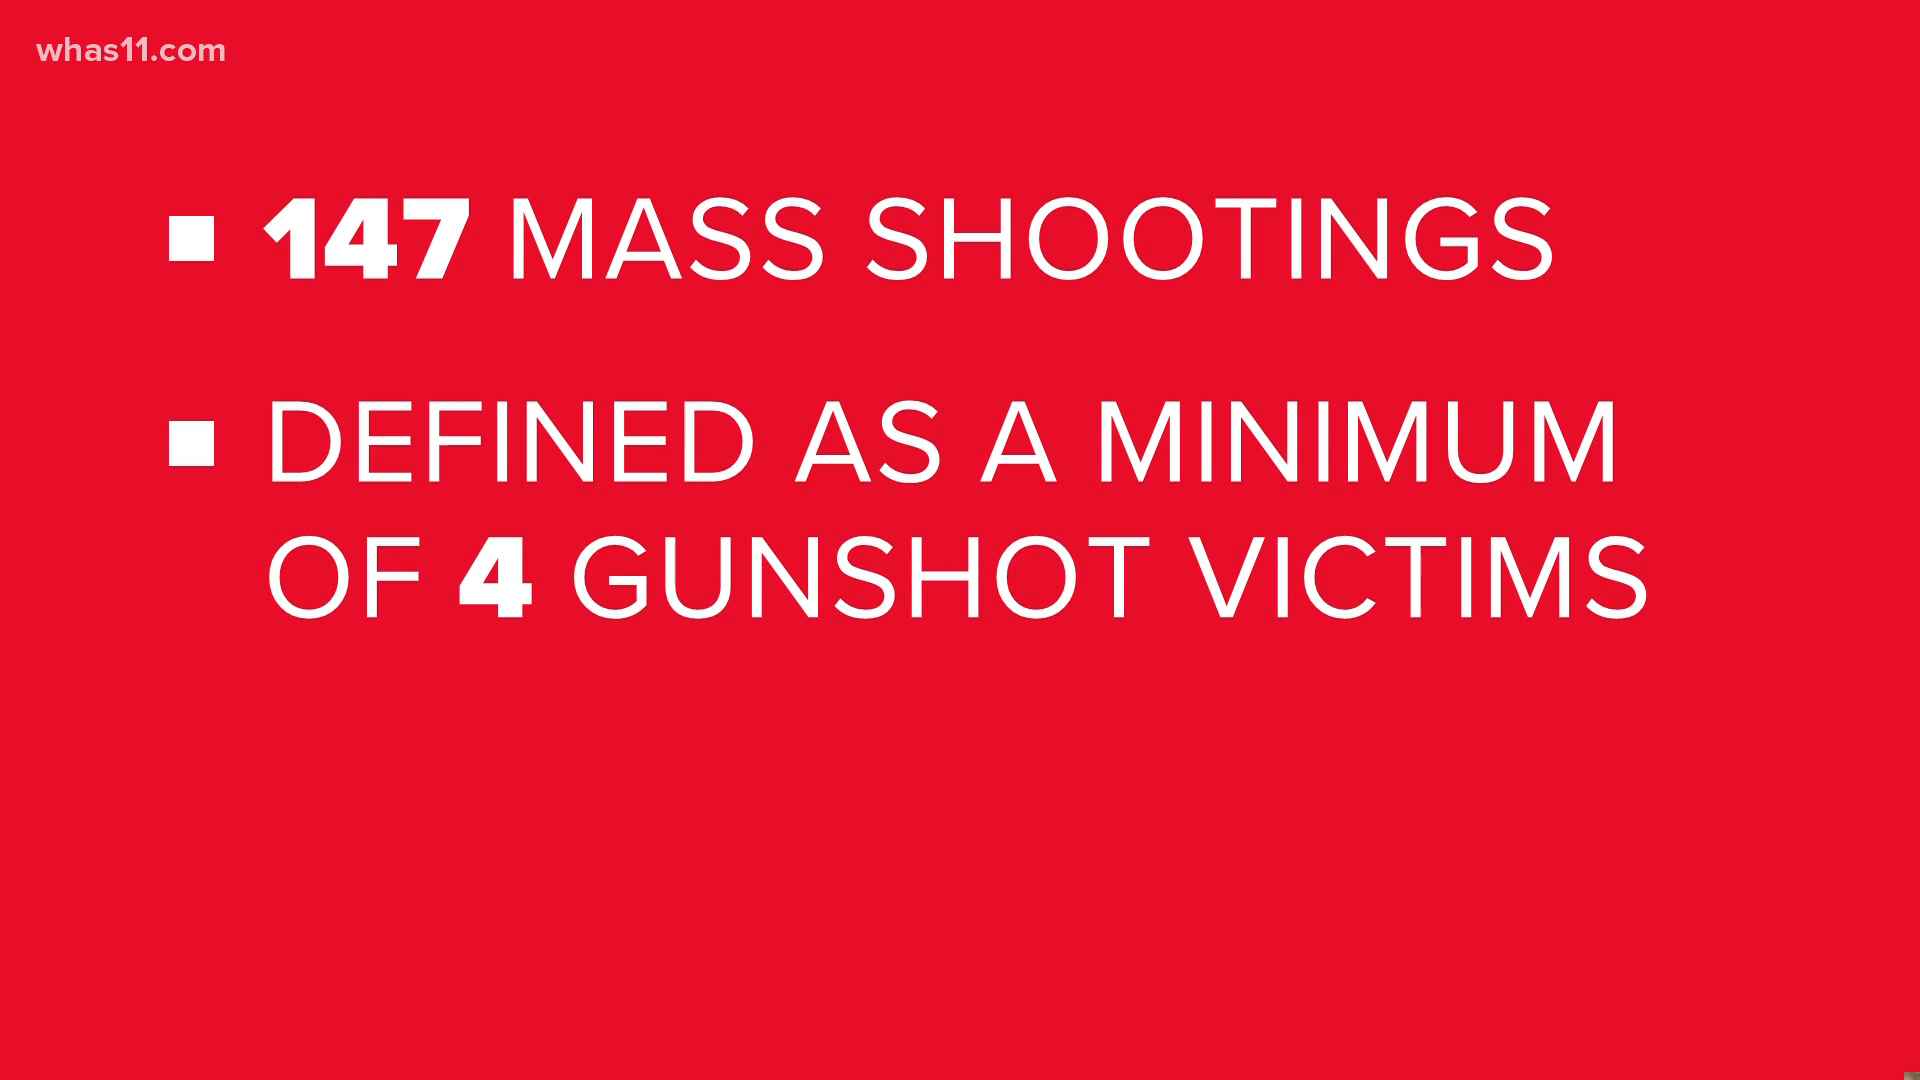 whas11.com
147 MASS SHOOTINGS
DEFINED AS A MINIMUM
OF 4 GUNSHOT VICTIMS